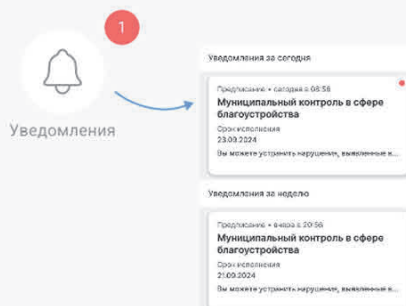 1
Уведомления
Уведомления за сегодня
Предписание • сегодня в 08:56
Муниципальный контроль в сфере
благоустройства
Срок исполнения
23.09.2024
Вы можете устранить нарушения, выявленные в...
Уведомления за неделю
Предписание • вчера в 20:56
Муниципальный контроль в сфере
благоустройства
Срок исполнения
21.09.2024
Вы можете устранить нарушения, выявленные в...